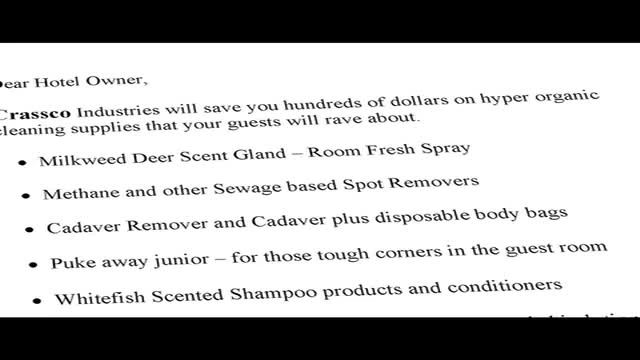 ear Hotel Owner,
Crassco Industries will save you hundreds of dollars on hyper organic
cleaning supplies that your guests will rave about.
• Milkweed Deer Scent Gland – Room Fresh Spray
• Methane and other Sewage based Spot Removers
• Cadaver Remover and Cadaver plus disposable body bags
• Puke away junior – for those tough corners in the guest room
• Whitefish Scented Shampoo products and conditioners